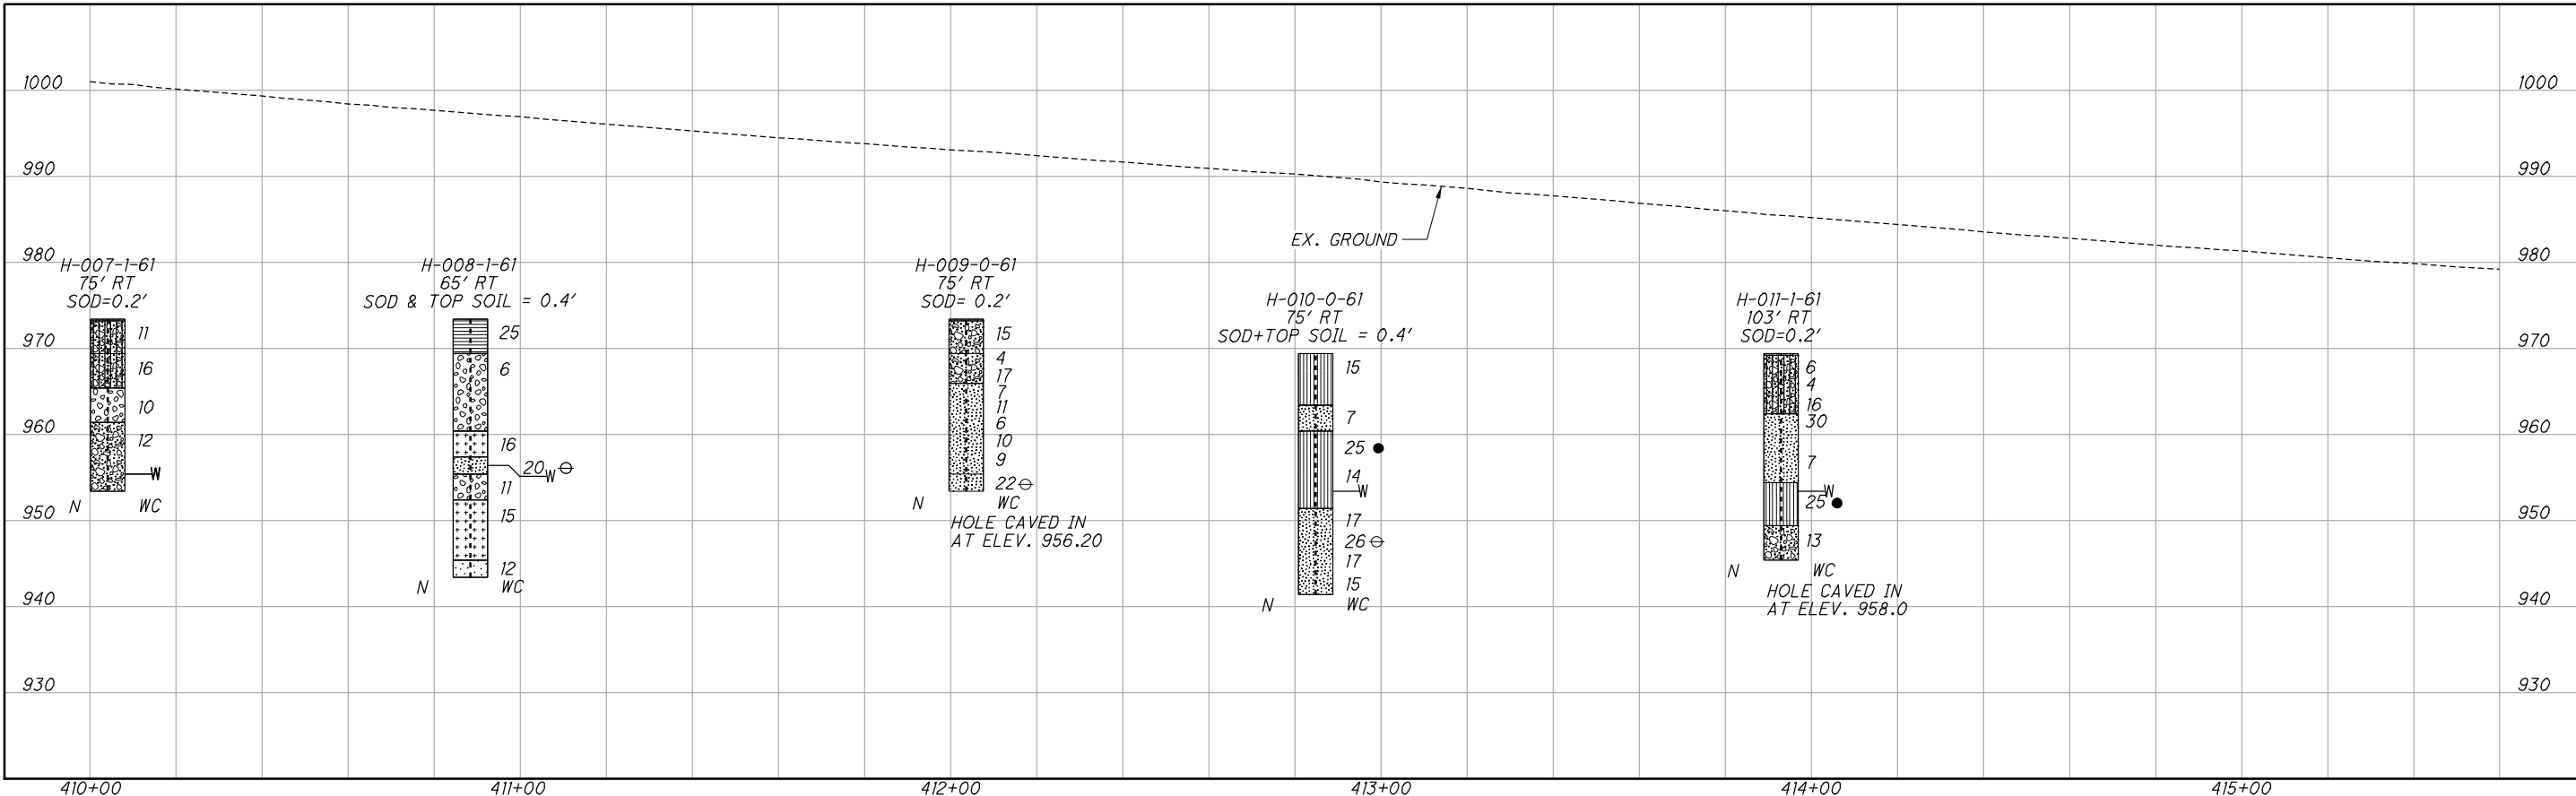 1000
1000
990
990
EX. GROUND
980
980
H-007-1-61
75' RT
SOD=0.2'
11
16
10
12
W
N
WC
H-008-1-61
65' RT
SOD & TOP SOIL = 0.4'
25
6
16
20
W
11
15
12
N
WC
H-009-0-61
75' RT
SOD= 0.2'
15
4
17
7
11
6
10
9
22
N
WC
HOLE CAVED IN
AT ELEV. 956.20
H-010-0-61
75' RT
SOD+TOP SOIL = 0.4'
15
7
25
14
W
17
26
17
15
N
WC
H-011-1-61
103' RT
SOD=0.2'
6
4
16
30
7
W
25
13
N
WC
HOLE CAVED IN
AT ELEV. 958.0
970
970
960
960
950
950
940
940
930
930
410+00
411+00
412+00
413+00
414+00
415+00